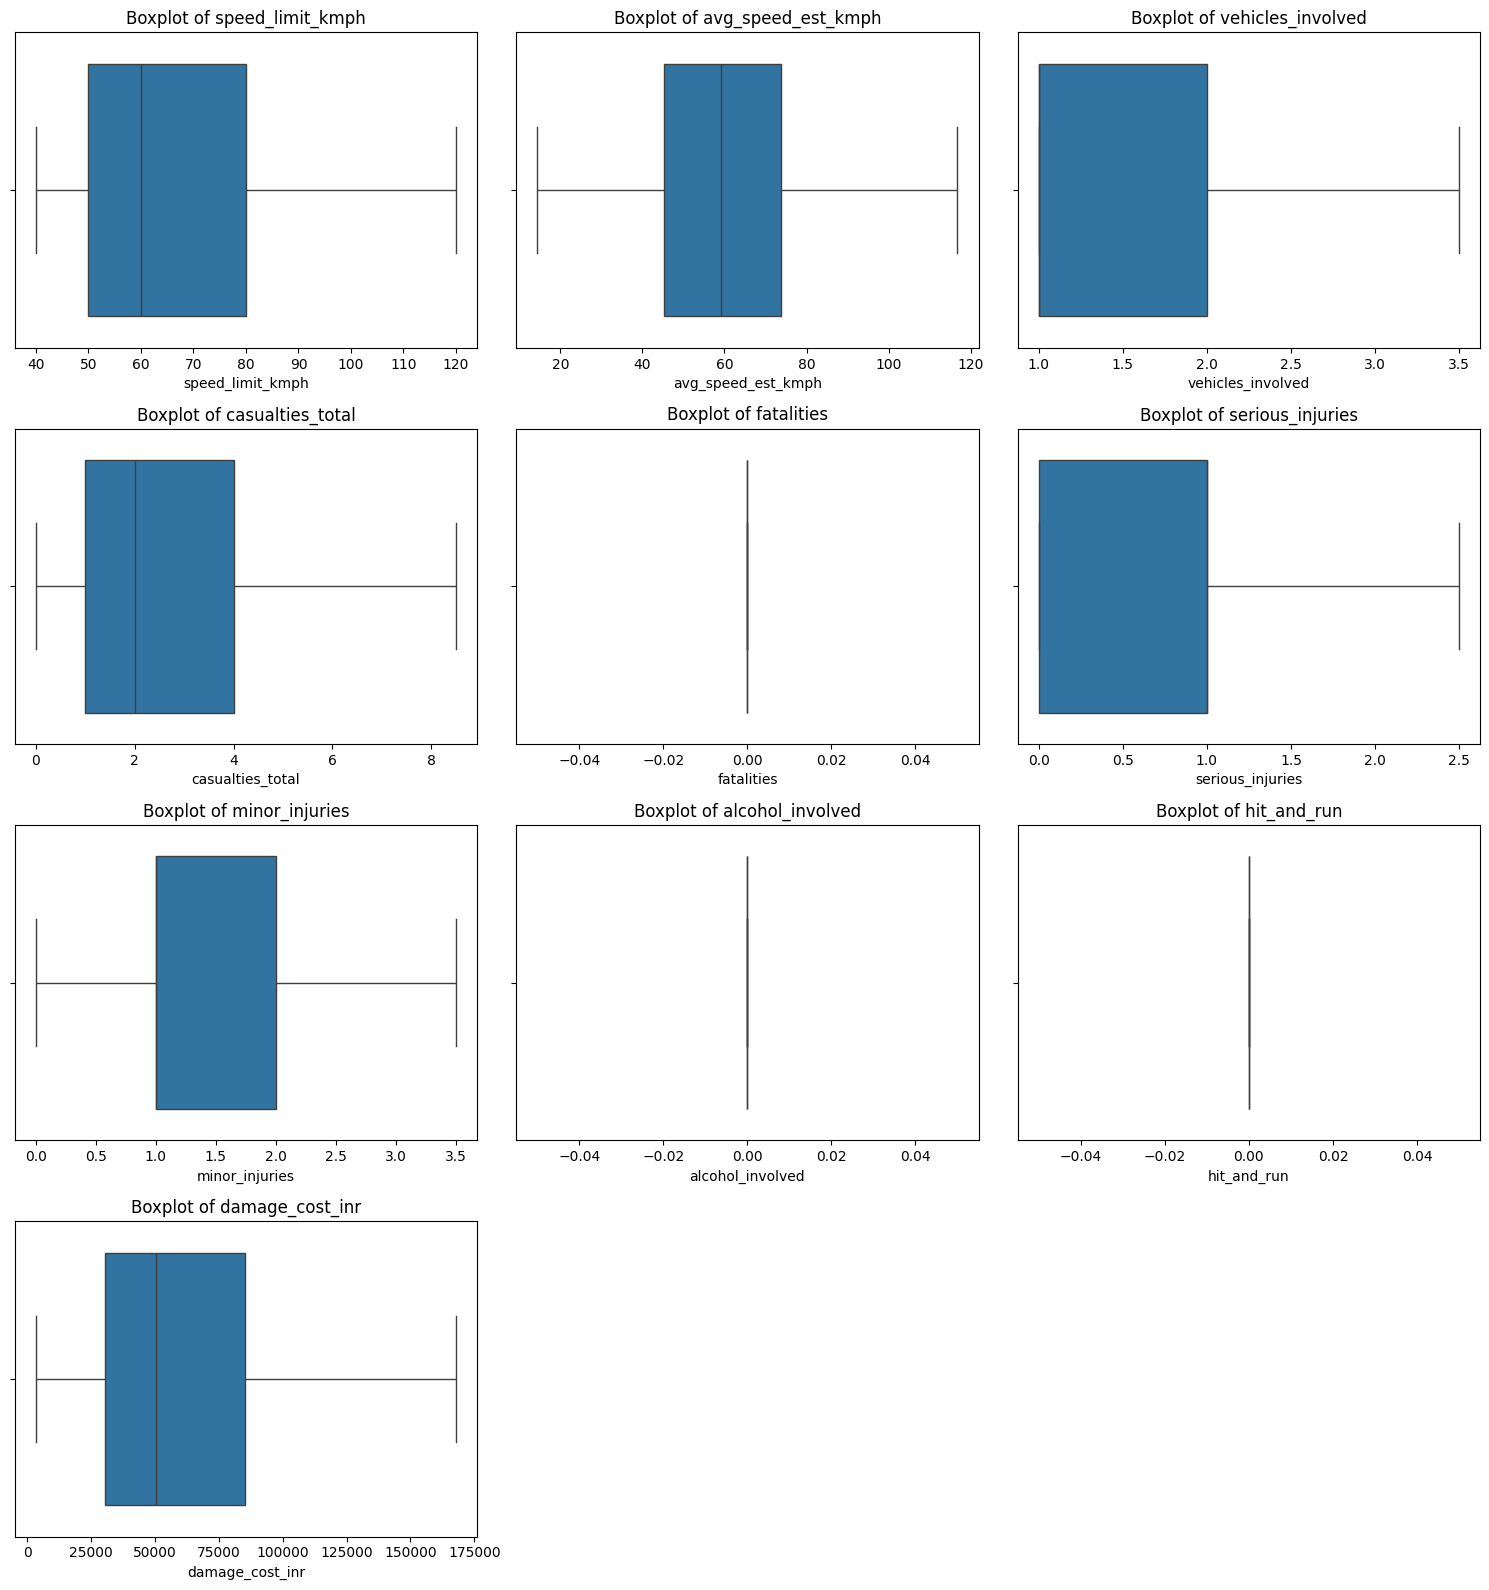 Boxplot of speed_limit_kmph
Boxplot of avg_speed_est_kmph
Boxplot of vehicles_involved
40 50 60 70 80 90 100 110 120
20 40 60 80 100 120
1.0 1.5 2.0 2.5 3.0 3.5
speed_limit_kmph
avg_speed_est_kmph
vehicles_involved
Boxplot of casualties_total
Boxplot of fatalities
Boxplot of serious_injuries
0 2 4 6 8
−0.04 −0.02 0.00 0.02 0.04
0.0 0.5 1.0 1.5 2.0 2.5
casualties_total
fatalities
serious_injuries
Boxplot of minor_injuries
Boxplot of alcohol_involved
Boxplot of hit_and_run
0.0 0.5 1.0 1.5 2.0 2.5 3.0 3.5
−0.04 −0.02 0.00 0.02 0.04
−0.04 −0.02 0.00 0.02 0.04
minor_injuries
alcohol_involved
hit_and_run
Boxplot of damage_cost_inr
0 25000 50000 75000 100000 125000 150000 175000
damage_cost_inr